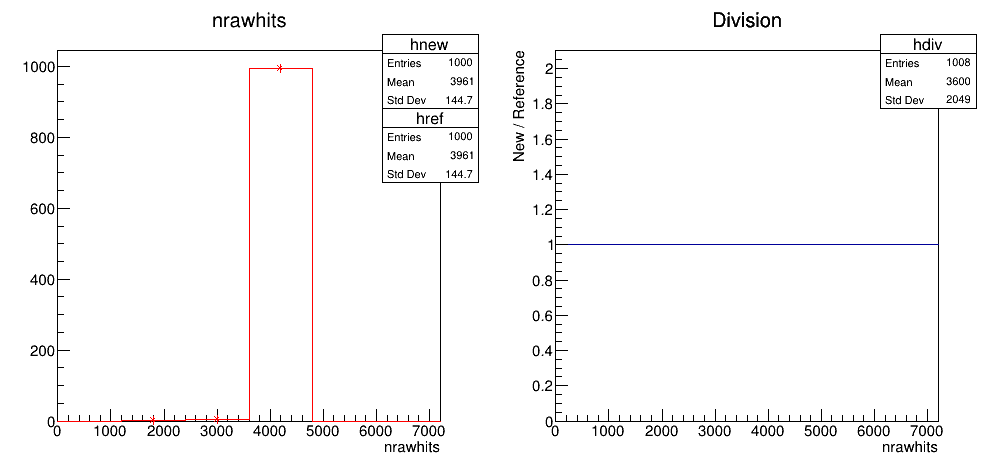 nrawhits
hnew
Entries 1000
Mean 3961
Std Dev 144.7
href
Entries 1000
Mean 3961
Std Dev 144.7
1000
800
600
400
200
0
0 1000 2000 3000 4000 5000 6000 7000
nrawhits
Division
hdiv
Entries 1008
Mean 3600
Std Dev 2049
New / Reference
2
1.8
1.6
1.4
1.2
1
0.8
0.6
0.4
0.2
0
0 1000 2000 3000 4000 5000 6000 7000
nrawhits